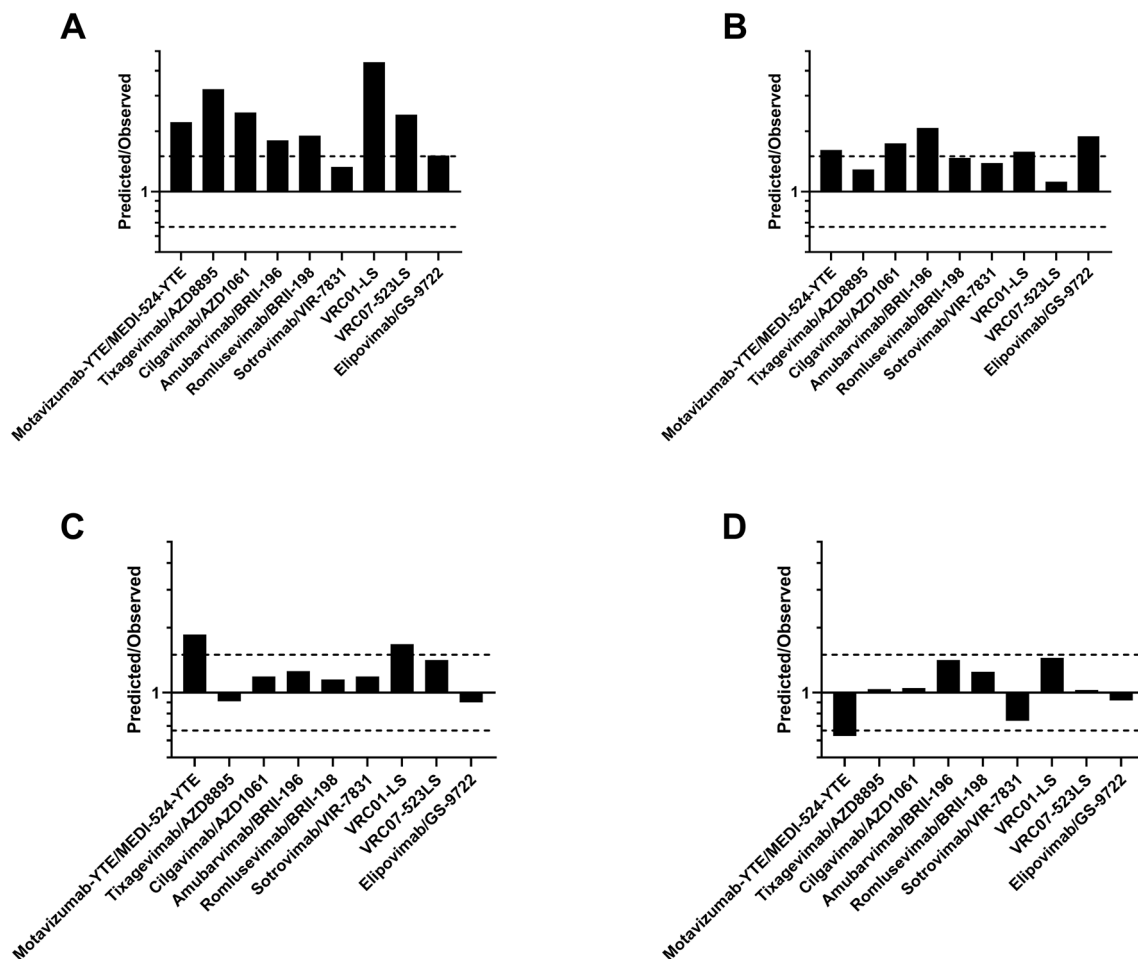 A
Predicted/Observed
1
Motavizumab-YTE/MEDI-524-YTE
Tixagevimab/AZD8895
Cilgavimab/AZD1061
Amubarvimab/BRII-196
Romlusevimab/BRII-198
Sotrovimab/VIR-7831
VRC01-LS
VRC07-523LS
Elipovimab/GS-9722
B
Predicted/Observed
1
Motavizumab-YTE/MEDI-524-YTE
Tixagevimab/AZD8895
Cilgavimab/AZD1061
Amubarvimab/BRII-196
Romlusevimab/BRII-198
Sotrovimab/VIR-7831
VRC01-LS
VRC07-523LS
Elipovimab/GS-9722
C
Predicted/Observed
1
Motavizumab-YTE/MEDI-524-YTE
Tixagevimab/AZD8895
Cilgavimab/AZD1061
Amubarvimab/BRII-196
Romlusevimab/BRII-198
Sotrovimab/VIR-7831
VRC01-LS
VRC07-523LS
Elipovimab/GS-9722
D
Predicted/Observed
1
Motavizumab-YTE/MEDI-524-YTE
Tixagevimab/AZD8895
Cilgavimab/AZD1061
Amubarvimab/BRII-196
Romlusevimab/BRII-198
Sotrovimab/VIR-7831
VRC01-LS
VRC07-523LS
Elipovimab/GS-9722